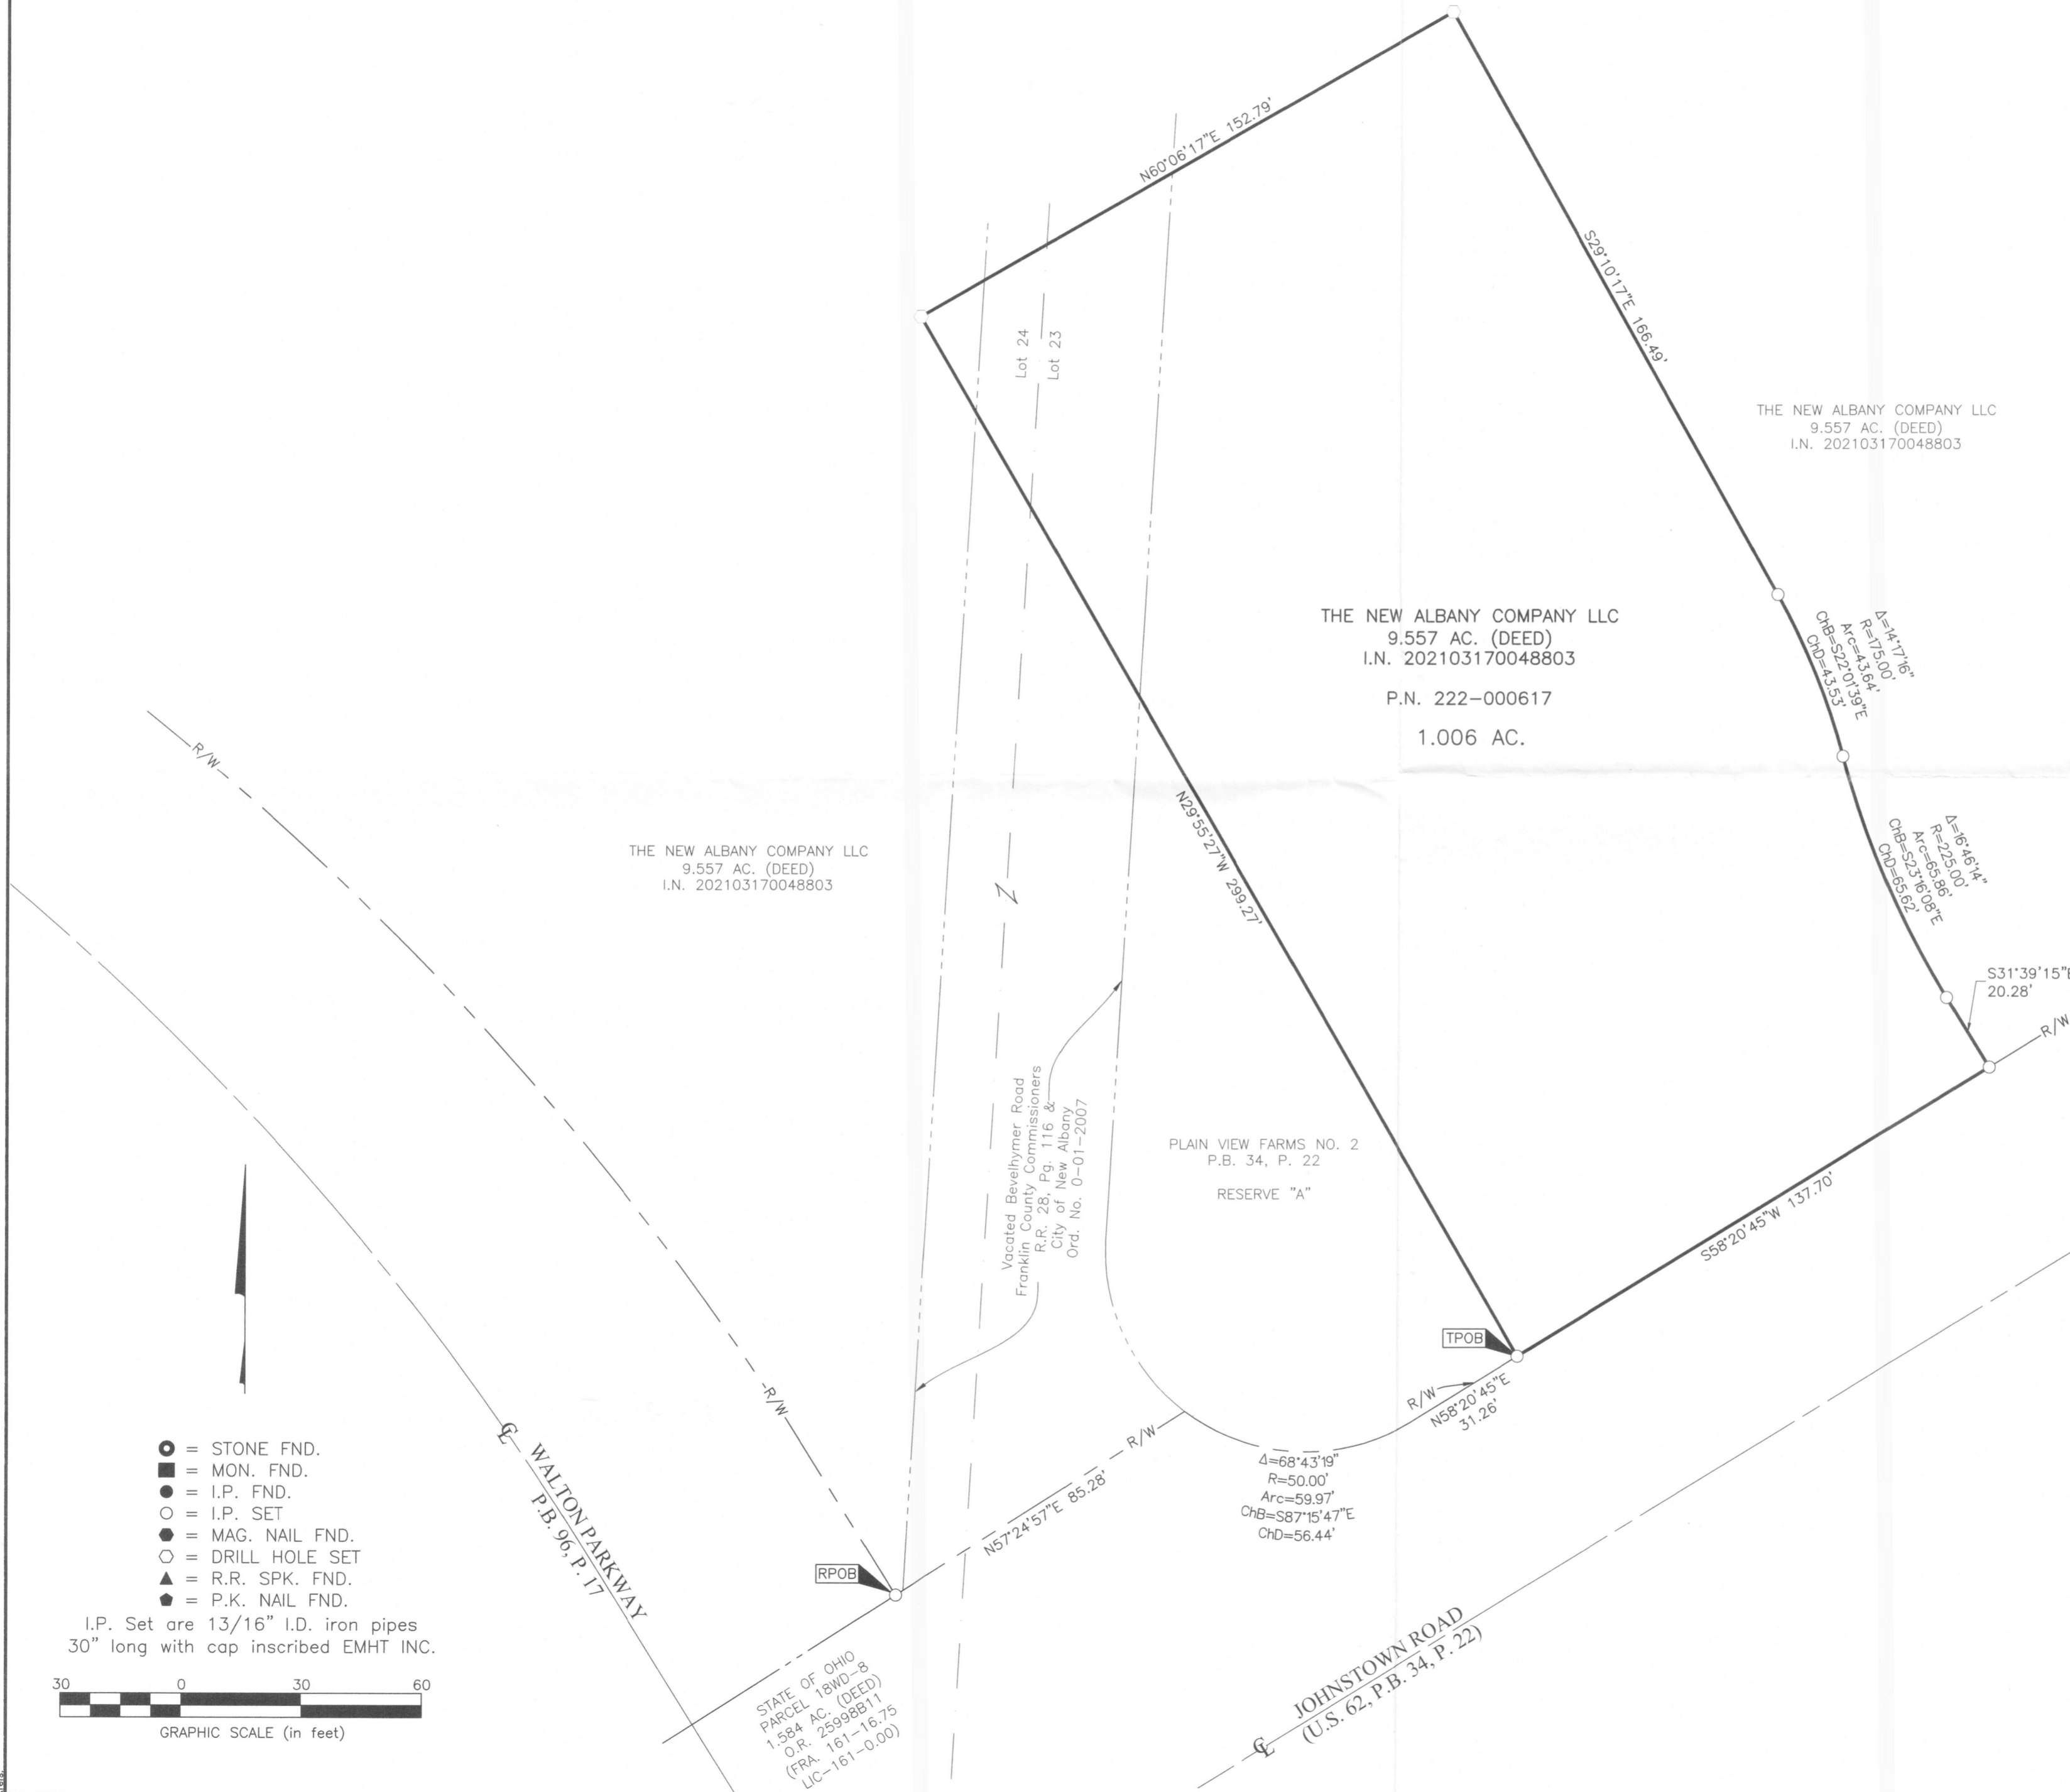 N60°06'17"E 152.79'
S29°10'17"E 166.49'
Lot 24
Lot 23
THE NEW ALBANY COMPANY LLC
9.557 AC. (DEED)
I.N. 202103170048803
THE NEW ALBANY COMPANY LLC
9.557 AC. (DEED)
I.N. 202103170048803
P.N. 222-000617
1.006 AC.
Δ=14°17'16"
R=175.00'
Arc=43.64'
ChB=S22°01'39"E
ChD=43.53'
R/W
N29°55'27"W 299.27'
THE NEW ALBANY COMPANY LLC
9.557 AC. (DEED)
I.N. 202103170048803
Z
Δ=16°46'14"
R=225.00'
Arc=65.86'
ChB=S23°16'08"E
ChD=65.62'
S31°39'15"E
20.28'
R/W
Vacated Bevelhymer Road
Franklin County Commissioners
R.R. 28, Pg. 116 &
City of New Albany
Ord. No. 0-01-2007
PLAIN VIEW FARMS NO. 2
P.B. 34, P. 22
RESERVE "A"
S58°20'45"W 137.70'
TPOB
R/W
N58°20'45"E
31.26'
R/W
R/W
N57°24'57"E 85.28'
Δ=68°43'19"
R=50.00'
Arc=59.97'
ChB=S87°15'47"E
ChD=56.44'
℄ WALTON PARKWAY
P.B. 96, P. 17
RPOB
= STONE FND.
= MON. FND.
= I.P. FND.
= I.P. SET
= MAG. NAIL FND.
= DRILL HOLE SET
= R.R. SPK. FND.
= P.K. NAIL FND.
I.P. Set are 13/16" I.D. iron pipes
30" long with cap inscribed EMHT INC.
30 0 30 60
GRAPHIC SCALE (in feet)
STATE OF OHIO
PARCEL 18WD-8
1.584 AC. (DEED)
O.R. 25998B11
(FRA. 161-16.75
LIC-161-0.00)
℄ JOHNSTOWN ROAD
(U.S. 62, P.B. 34, P. 22)